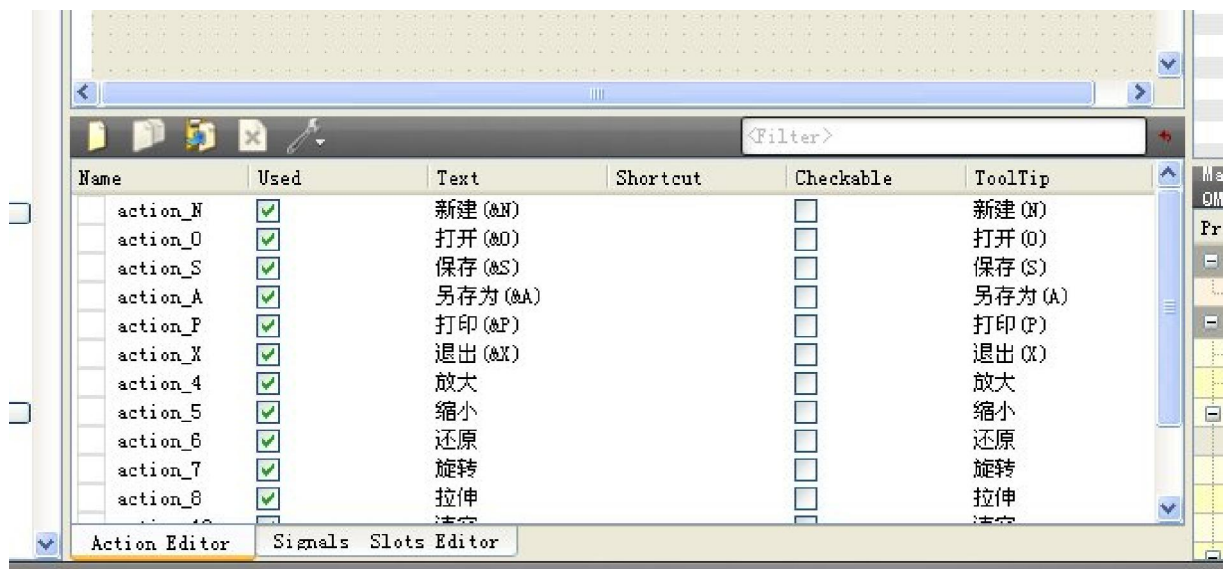 <Filter>
Name Used Text Shortcut Checkable ToolTip
action_N 新建(&N) 新建(N)
action_O 打开(&O) 打开(O)
action_S 保存(&S) 保存(S)
action_A 另存为(&A) 另存为(A)
action_P 打印(&P) 打印(P)
action_X 退出(&X) 退出(X)
action_4 放大 放大
action_5 缩小 缩小
action_6 还原 还原
action_7 旋转 旋转
action_8 拉伸 拉伸
Action Editor Signals Slots Editor
Ma
QM
Pr